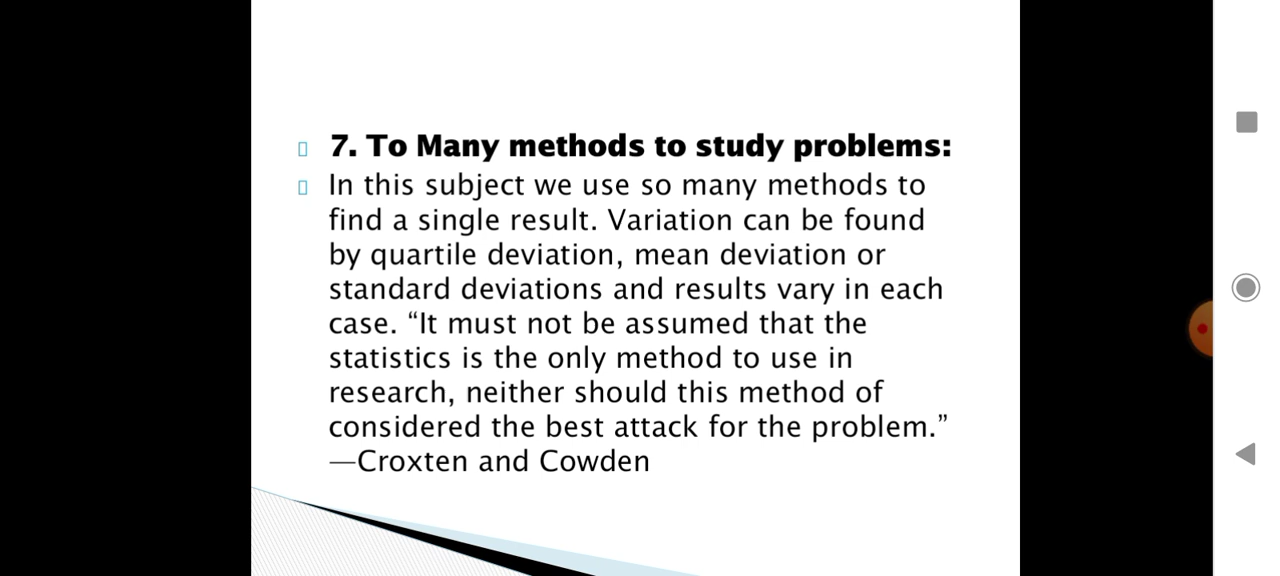 7. To Many methods to study problems:
In this subject we use so many methods to
find a single result. Variation can be found
by quartile deviation, mean deviation or
standard deviations and results vary in each
case. “It must not be assumed that the
statistics is the only method to use in
research, neither should this method of
considered the best attack for the problem.”
—Croxten and Cowden